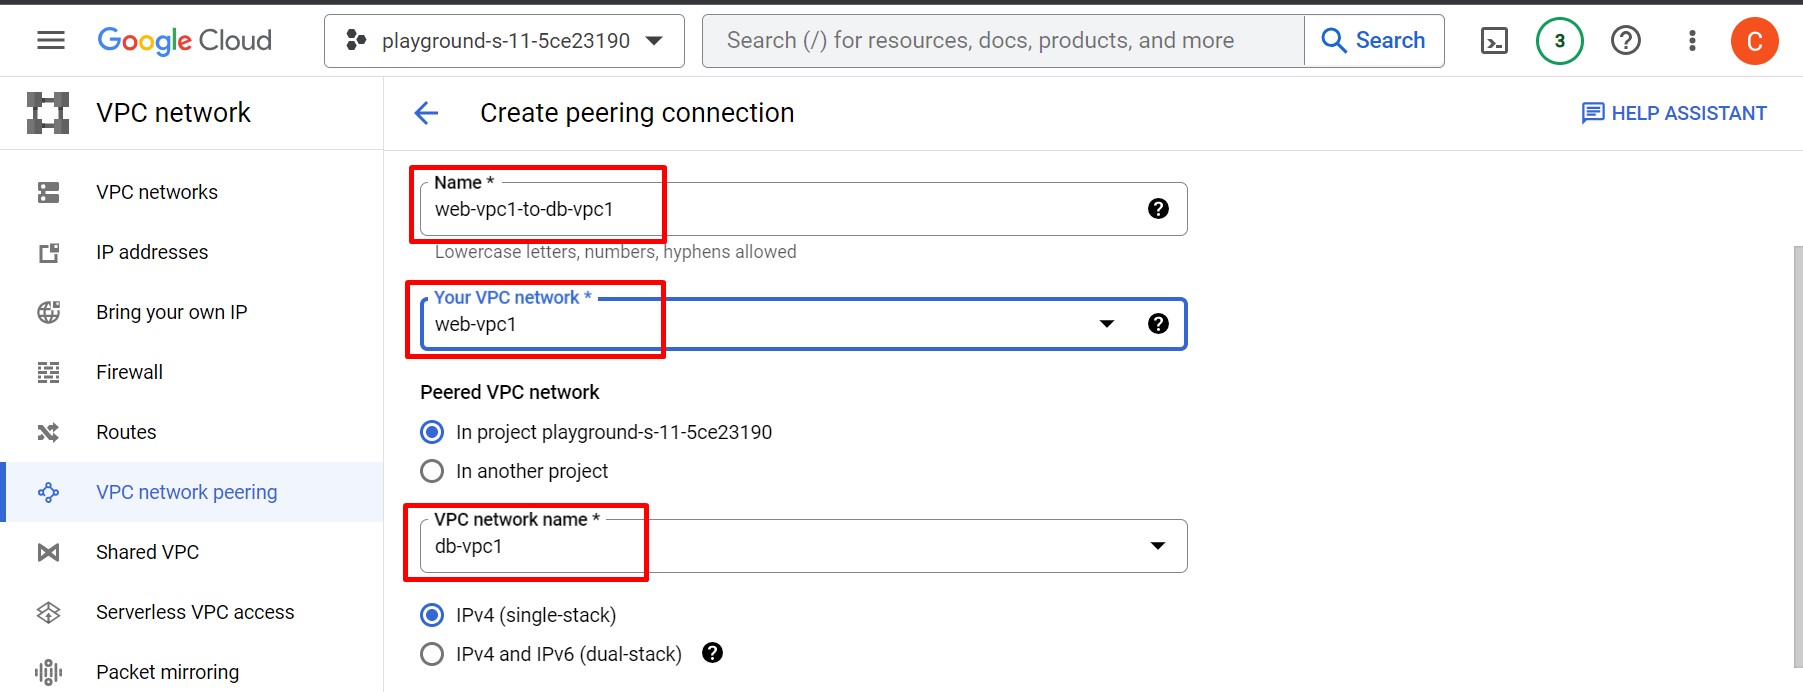 Google Cloud
playground-s-11-5ce23190
Search (/) for resources, docs, products, and more
Search
3
C
VPC network
Create peering connection
HELP ASSISTANT
VPC networks
IP addresses
Bring your own IP
Firewall
Routes
VPC network peering
Shared VPC
Serverless VPC access
Packet mirroring
Name *
web-vpc1-to-db-vpc1
Lowercase letters, numbers, hyphens allowed
Your VPC network *
web-vpc1
Peered VPC network
In project playground-s-11-5ce23190
In another project
VPC network name *
db-vpc1
IPv4 (single-stack)
IPv4 and IPv6 (dual-stack)